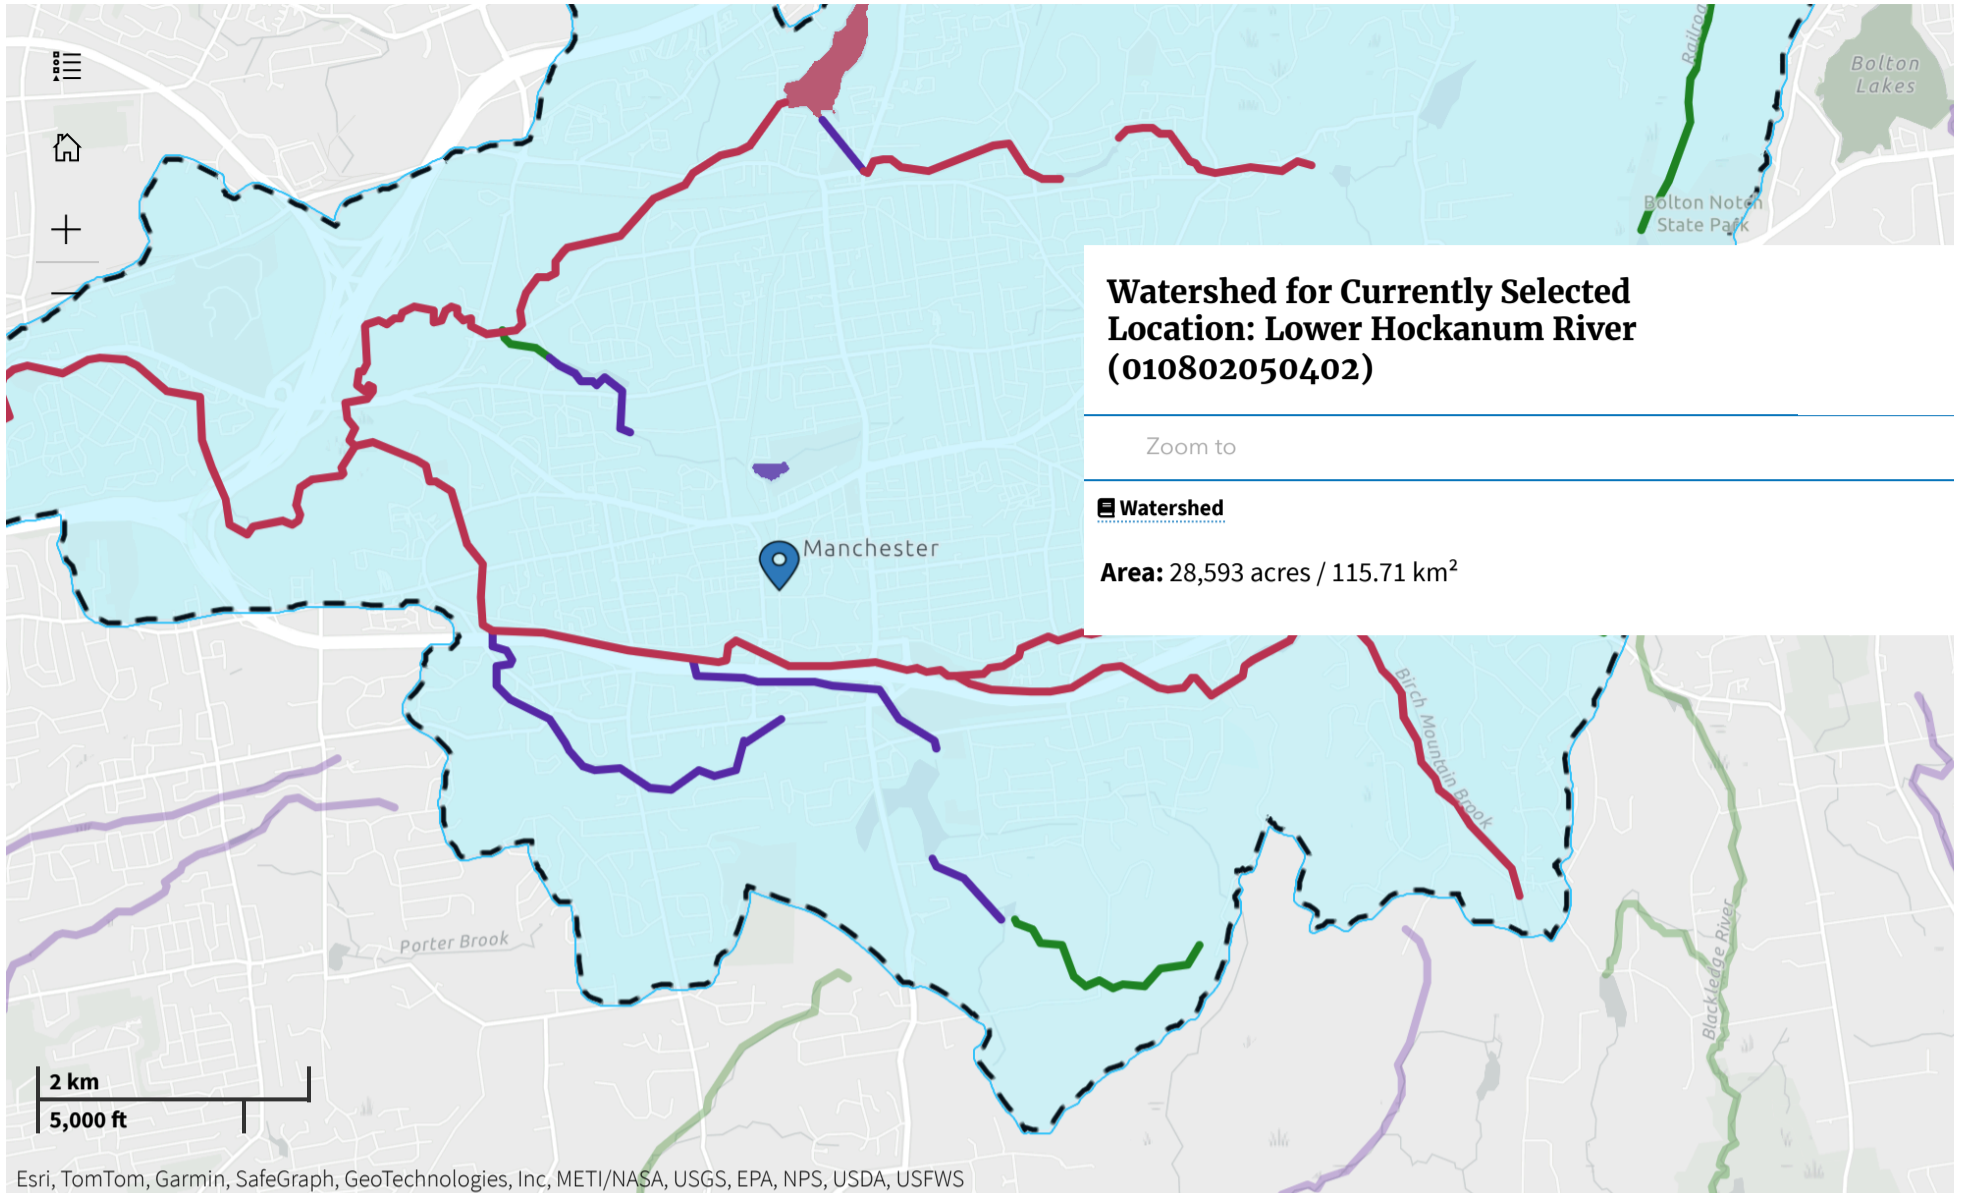 Railroa
Bolton
Lakes
Bolton Notch
State Park
Watershed for Currently Selected
Location: Lower Hockanum River
(010802050402)
Zoom to
Watershed
Area: 28,593 acres / 115.71 km²
Manchester
Birch Mountain Brook
Porter Brook
Blackledge River
2 km
5,000 ft
Esri, TomTom, Garmin, SafeGraph, GeoTechnologies, Inc, METI/NASA, USGS, EPA, NPS, USDA, USFWS